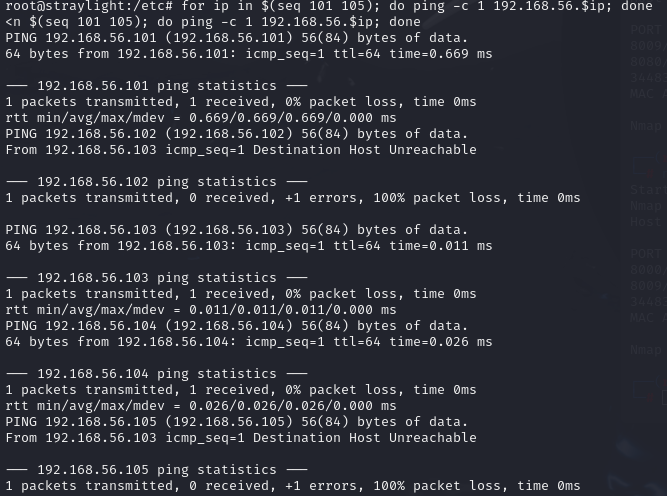 root@straylight:/etc# for ip in $(seq 101 105); do ping -c 1 192.168.56.$ip; done
<n $(seq 101 105); do ping -c 1 192.168.56.$ip; done
PING 192.168.56.101 (192.168.56.101) 56(84) bytes of data.
64 bytes from 192.168.56.101: icmp_seq=1 ttl=64 time=0.669 ms

--- 192.168.56.101 ping statistics ---
1 packets transmitted, 1 received, 0% packet loss, time 0ms
rtt min/avg/max/mdev = 0.669/0.669/0.669/0.000 ms
PING 192.168.56.102 (192.168.56.102) 56(84) bytes of data.
From 192.168.56.103 icmp_seq=1 Destination Host Unreachable

--- 192.168.56.102 ping statistics ---
1 packets transmitted, 0 received, +1 errors, 100% packet loss, time 0ms

PING 192.168.56.103 (192.168.56.103) 56(84) bytes of data.
64 bytes from 192.168.56.103: icmp_seq=1 ttl=64 time=0.011 ms

--- 192.168.56.103 ping statistics ---
1 packets transmitted, 1 received, 0% packet loss, time 0ms
rtt min/avg/max/mdev = 0.011/0.011/0.011/0.000 ms
PING 192.168.56.104 (192.168.56.104) 56(84) bytes of data.
64 bytes from 192.168.56.104: icmp_seq=1 ttl=64 time=0.026 ms

--- 192.168.56.104 ping statistics ---
1 packets transmitted, 1 received, 0% packet loss, time 0ms
rtt min/avg/max/mdev = 0.026/0.026/0.026/0.000 ms
PING 192.168.56.105 (192.168.56.105) 56(84) bytes of data.
From 192.168.56.103 icmp_seq=1 Destination Host Unreachable

--- 192.168.56.105 ping statistics ---
1 packets transmitted, 0 received, +1 errors, 100% packet loss, time 0ms